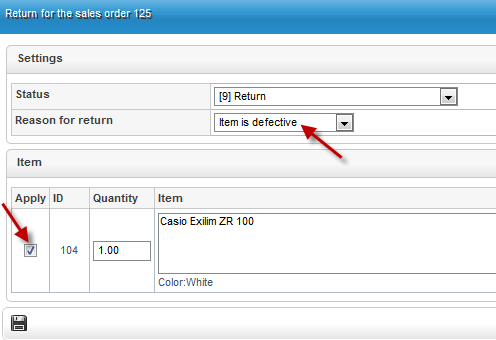 Return for the sales order 125
Settings
Status [9] Return
Reason for return Item is defective
Item
Apply ID Quantity Item
104 1.00 Casio Exilim ZR 100
Color:White